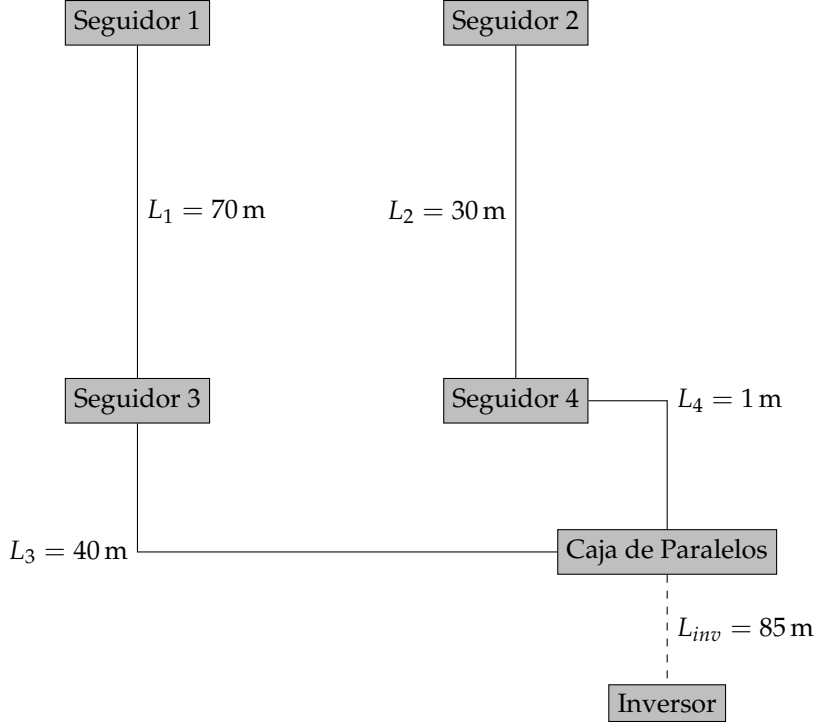 Seguidor 1
Seguidor 2
L₁ = 70 m
L₂ = 30 m
Seguidor 3
Seguidor 4
L₄ = 1 m
L₃ = 40 m
Caja de Paralelos
Lᵢₙᵥ = 85 m
Inversor